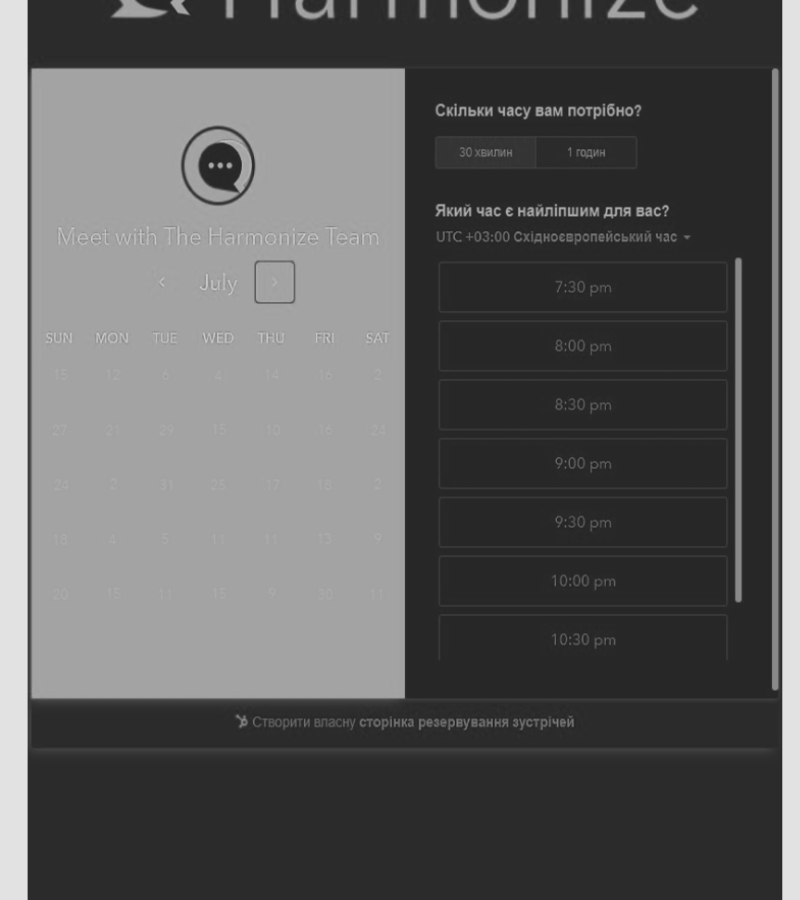 Harmonize
Meet with The Harmonize Team
July
SUN MON TUE WED THU FRI SAT
15 12 6 4 14 16 2
27 21 29 15 10 16 24
24 2 31 25 17 10 2
18 4 5 11 11 13 9
20 15 11 15 9 30 11
Скільки часу вам потрібно?
30 хвилин 1 годин
Який час є найліпшим для вас?
UTC +03:00 Східноєвропейський час
7:30 pm
8:00 pm
8:30 pm
9:00 pm
9:30 pm
10:00 pm
10:30 pm
Створити власну сторінка резервування зустрічей